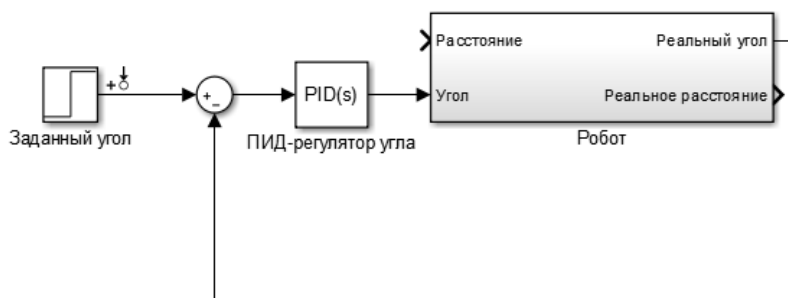 Расстояние
Реальный угол
+
+
-
PID(s)
Угол
Реальное расстояние
Заданный угол
ПИД-регулятор угла
Робот